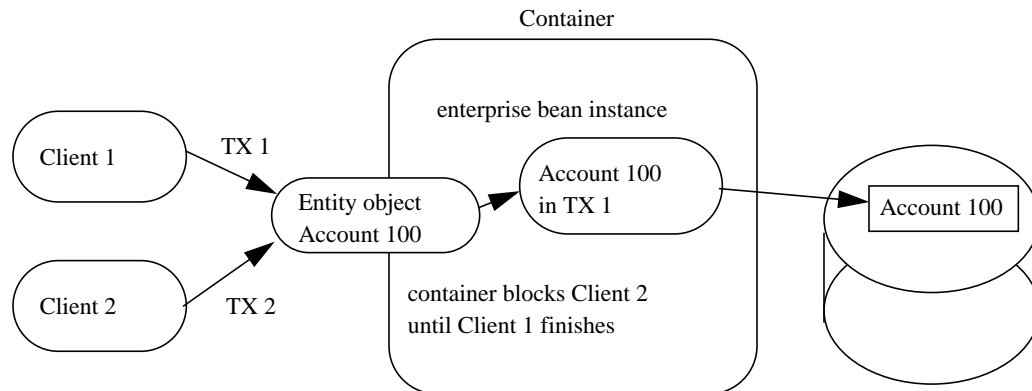 Container
enterprise bean instance
Client 1
TX 1
Entity object
Account 100
Account 100
in TX 1
Account 100
Client 2
TX 2
container blocks Client 2
until Client 1 finishes